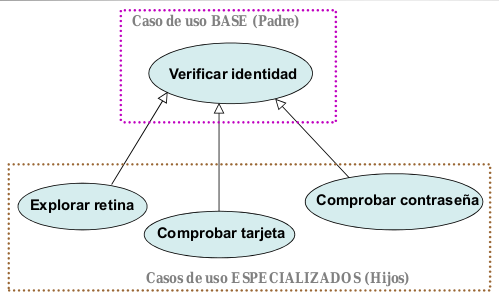 Caso de uso BASE (Padre)
Verificar identidad
Explorar retina
Comprobar tarjeta
Comprobar contraseña
Casos de uso ESPECIALIZADOS (Hijos)